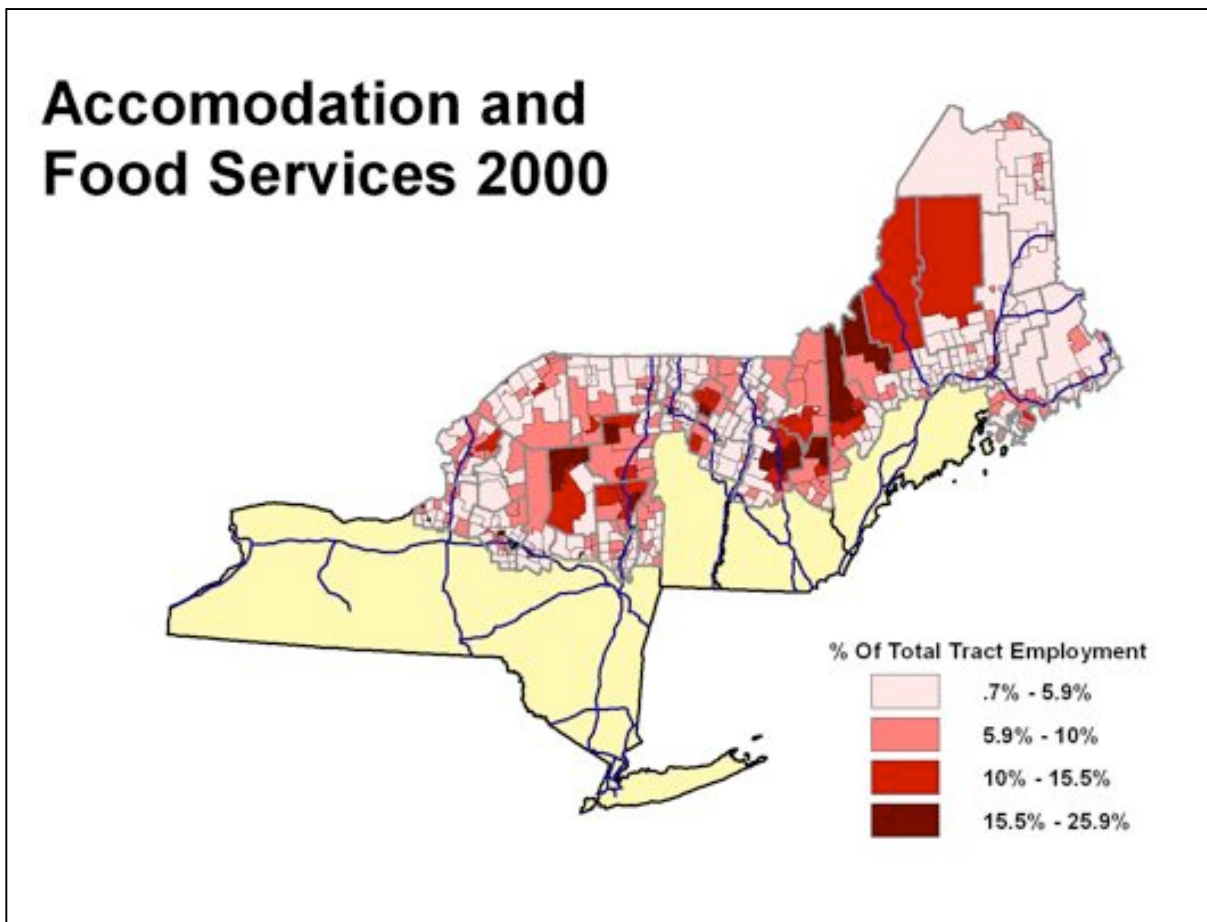 Accomodation and
Food Services 2000
% Of Total Tract Employment
.7% - 5.9%
5.9% - 10%
10% - 15.5%
15.5% - 25.9%